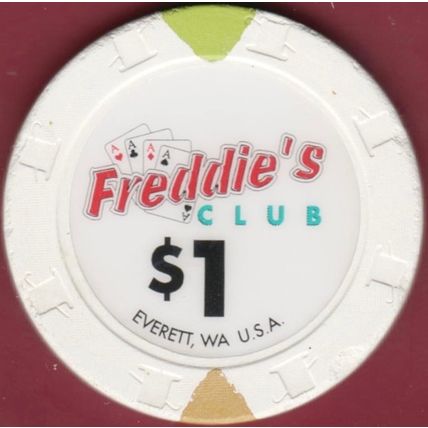 Freddie's
CLUB
$1
EVERETT, WA U.S.A.